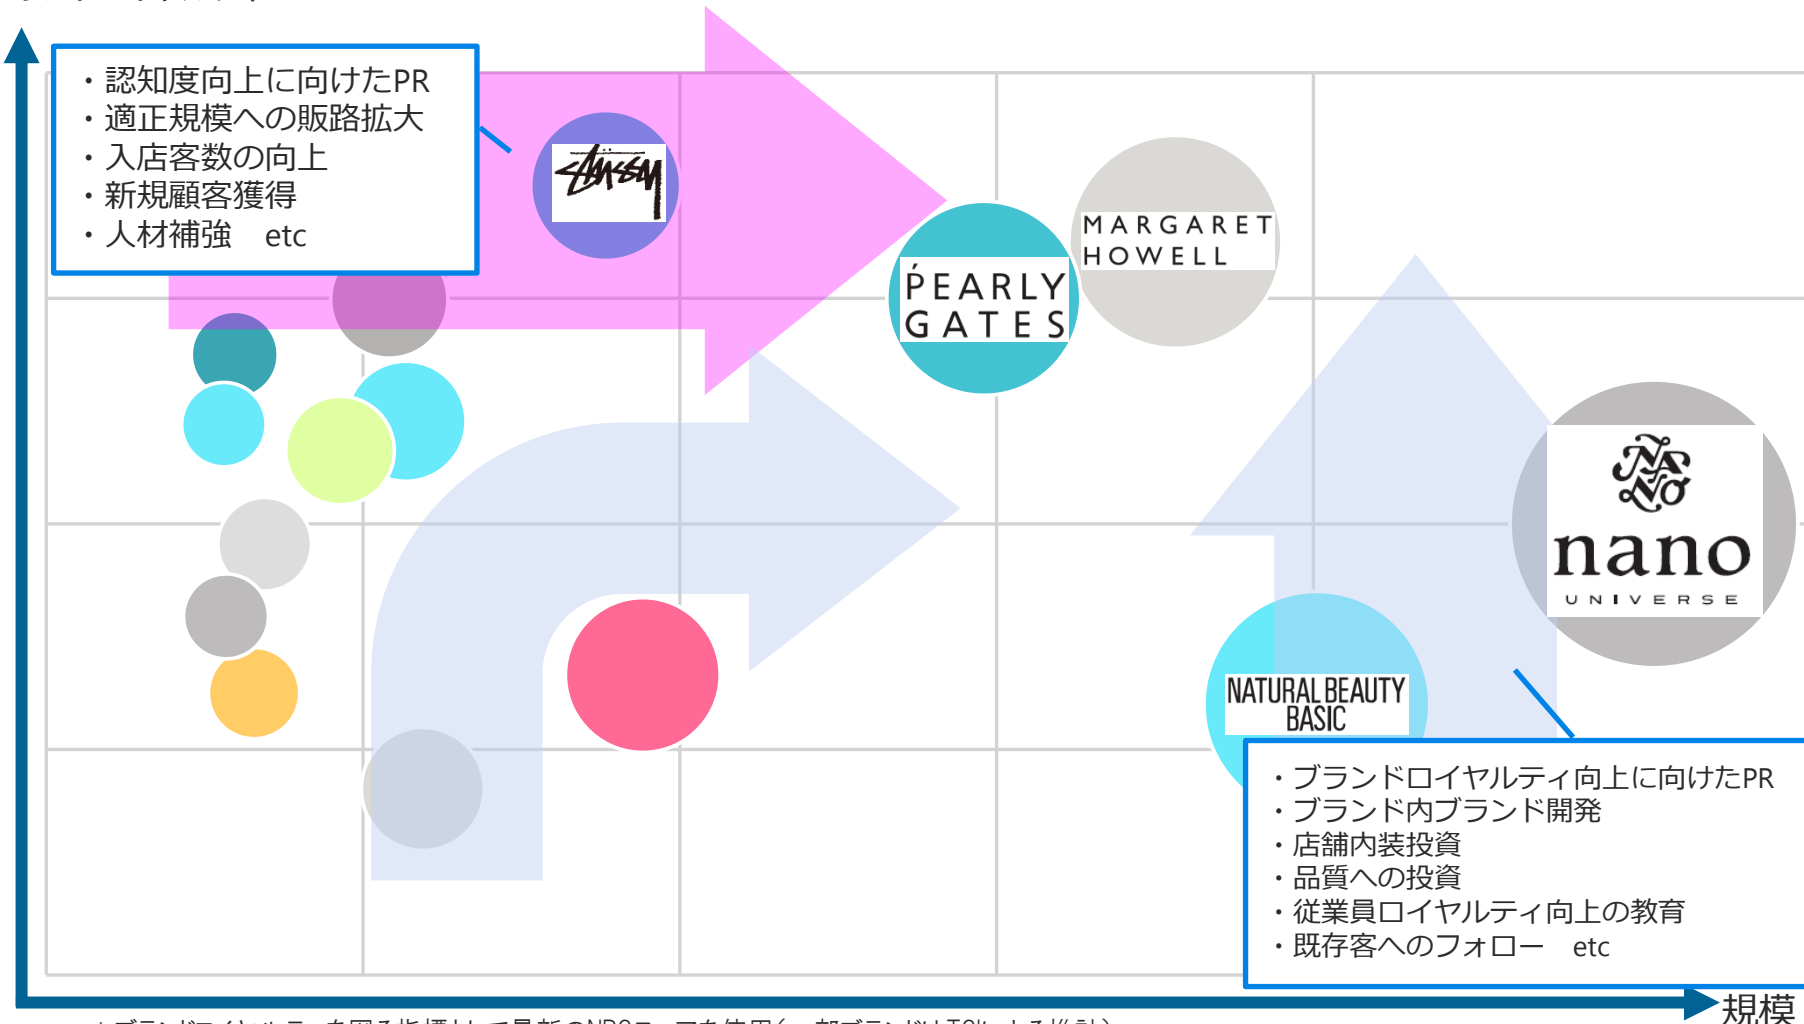 ・認知度向上に向けたPR
・適正規模への販路拡大
・入店客数の向上
・新規顧客獲得
・人材補強　etc
STÜSSY
MARGARET
HOWELL
PEARLY
GATES
NANO
nano
UNIVERSE
NATURAL BEAUTY
BASIC
・ブランドロイヤルティ向上に向けたPR
・ブランド内ブランド開発
・店舗内装投資
・品質への投資
・従業員ロイヤルティ向上の教育
・既存客へのフォロー　etc
規模